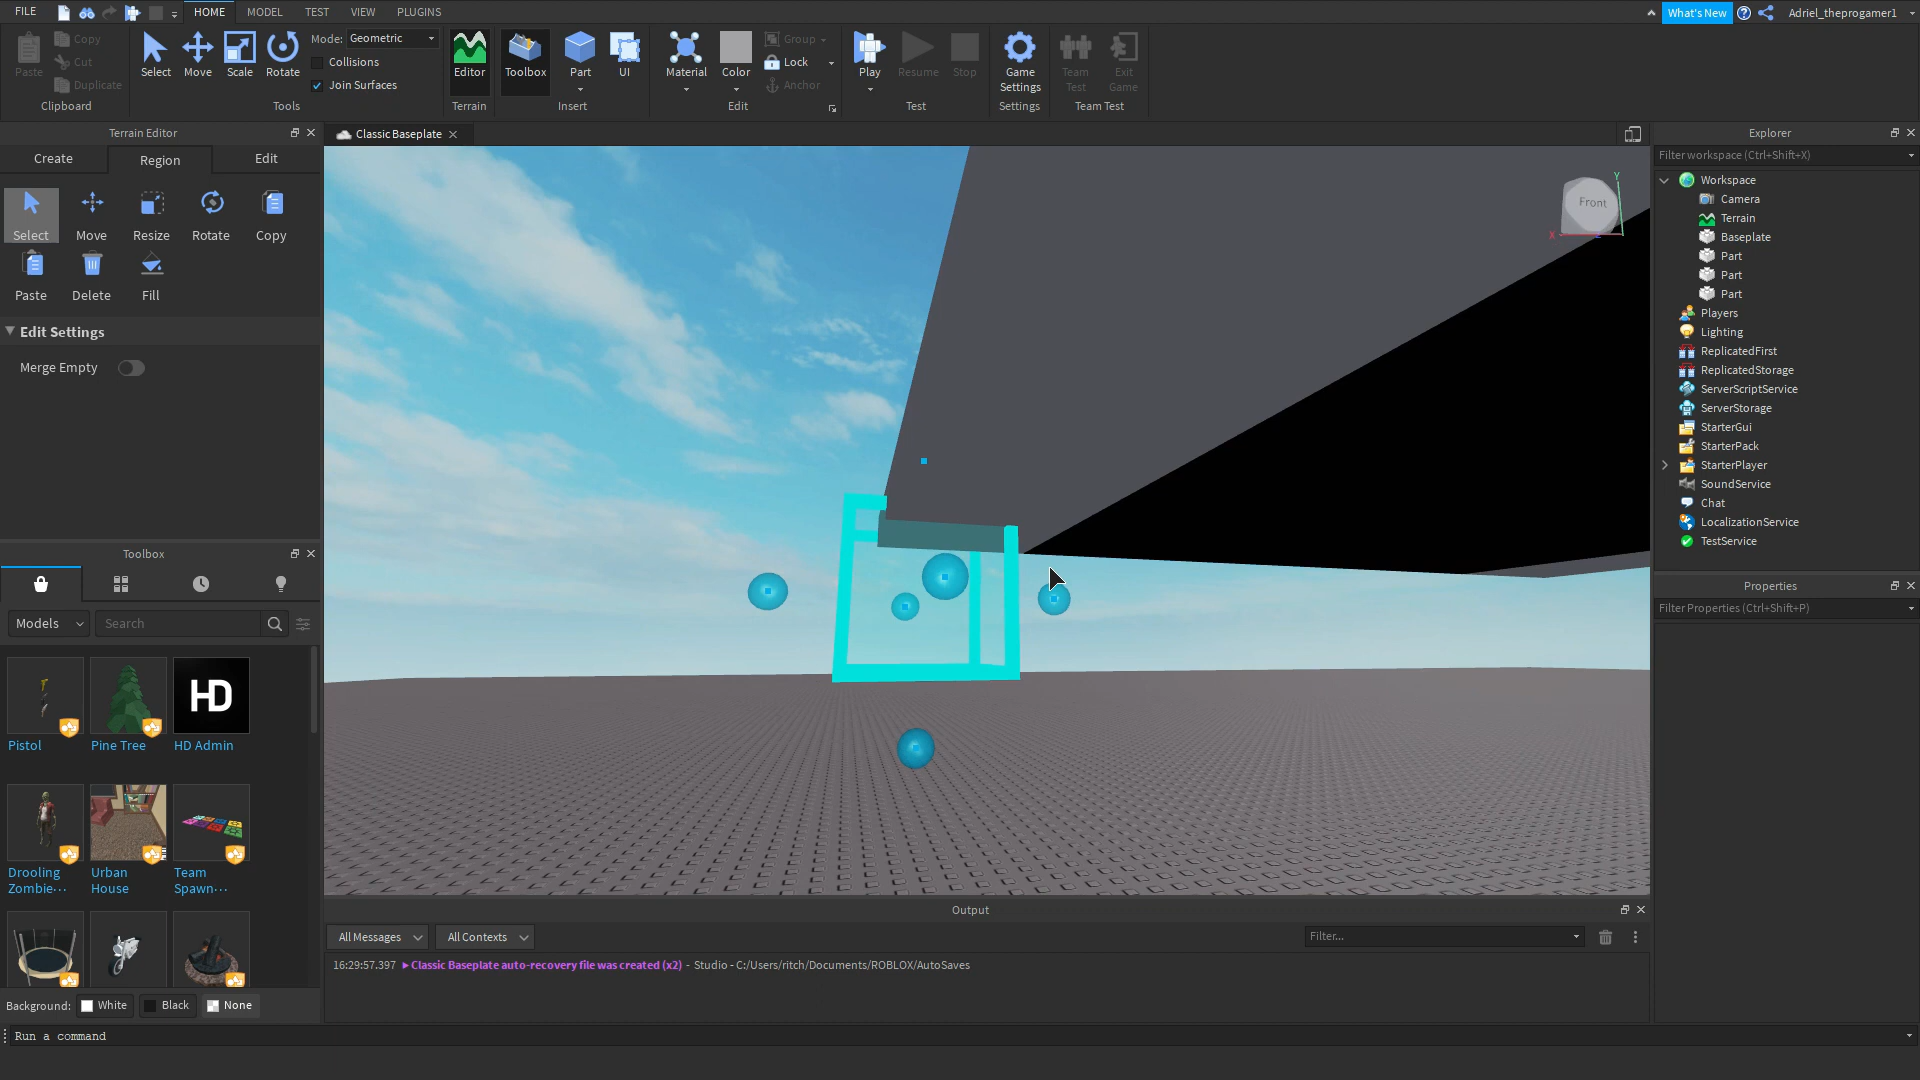 FILE
HOME
MODEL
TEST
VIEW
PLUGINS
What's New
Adriel_theprogamer1
Paste
Copy
Cut
Duplicate
Clipboard
Select
Move
Scale
Rotate
Mode: Geometric
Collisions
Join Surfaces
Tools
Editor
Terrain
Toolbox
Part
UI
Insert
Material
Color
Group
Lock
Anchor
Edit
Play
Resume
Stop
Test
Game
Settings
Settings
Team
Test
Exit
Game
Team Test
Terrain Editor
Create
Region
Edit
Select
Move
Resize
Rotate
Copy
Paste
Delete
Fill
Edit Settings
Merge Empty
Toolbox
Models
Search
Pistol
Pine Tree
HD
HD Admin
Drooling
Zombie···
Urban
House
Team
Spawn···
Background:
White
Black
None
Classic Baseplate
Front
Y
X
Output
All Messages
All Contexts
Filter...
16:29:57.397 Classic Baseplate auto-recovery file was created (x2) - Studio - C:/Users/ritch/Documents/ROBLOX/AutoSaves
Explorer
Filter workspace (Ctrl+Shift+X)
Workspace
Camera
Terrain
Baseplate
Part
Part
Part
Players
Lighting
ReplicatedFirst
ReplicatedStorage
ServerScriptService
ServerStorage
StarterGui
StarterPack
StarterPlayer
SoundService
Chat
LocalizationService
TestService
Properties
Filter Properties (Ctrl+Shift+P)
Run a command